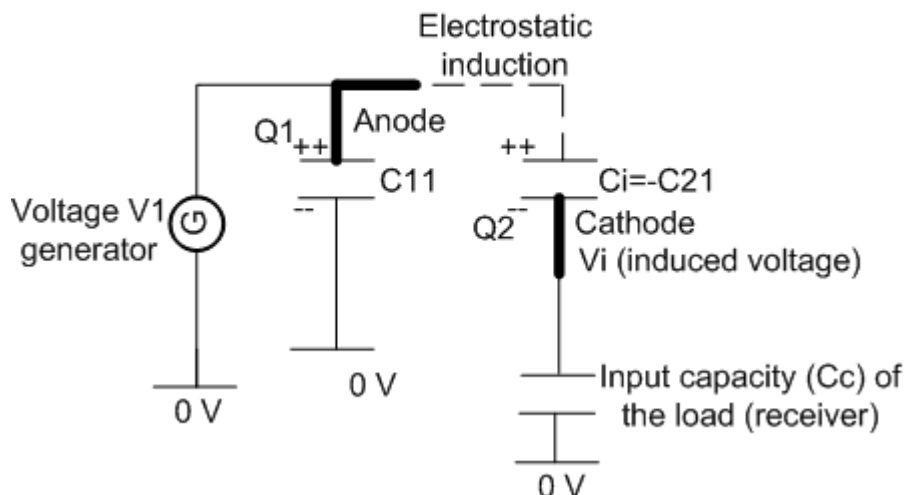 Electrostatic
induction
Q1
++
Anode
++
C11
Ci=-C21
--
--
Voltage V1
generator
G
Q2
Cathode
Vi (induced voltage)
Input capacity (Cc) of
the load (receiver)
0 V
0 V
0 V